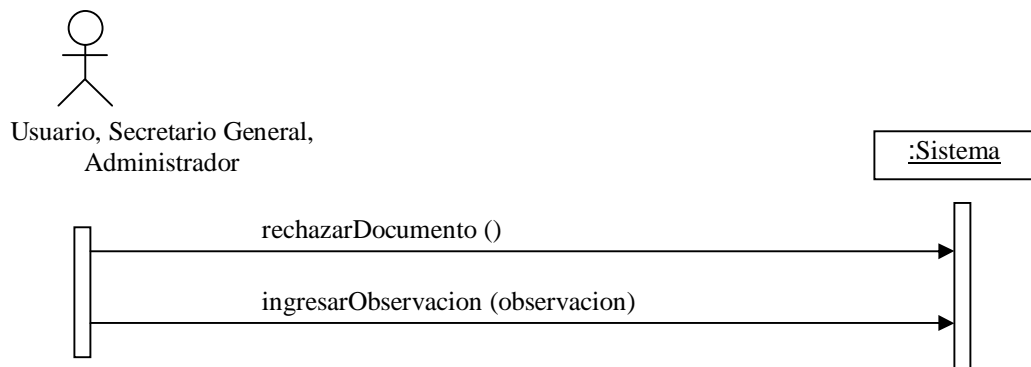 Usuario, Secretario General,
Administrador
:Sistema
rechazarDocumento ()
ingresarObservacion (observacion)